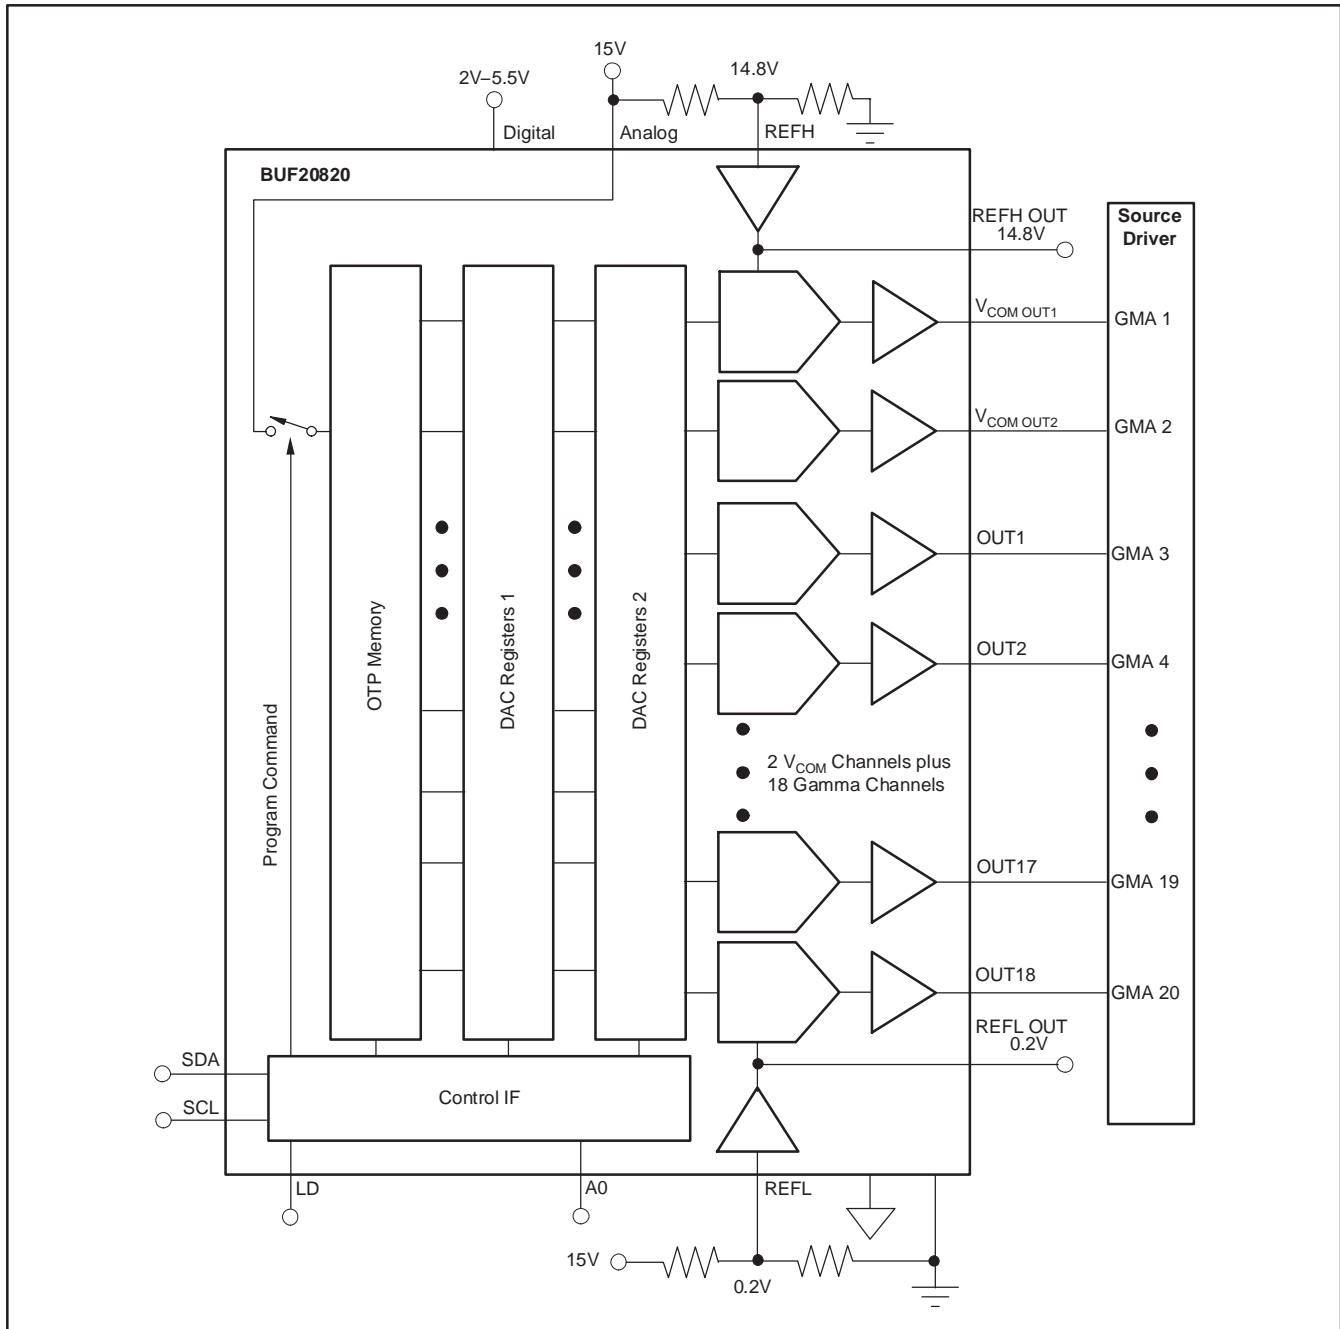 15V
2V–5.5V
14.8V
Digital
Analog
REFH
BUF20820
REFH OUT
14.8V
Source
Driver
V_COM OUT1
GMA 1
V_COM OUT2
GMA 2
OUT1
GMA 3
OUT2
GMA 4
OTP Memory
DAC Registers 1
DAC Registers 2
Program Command
2 V_COM Channels plus
18 Gamma Channels
OUT17
GMA 19
OUT18
GMA 20
REFL OUT
0.2V
SDA
SCL
Control IF
LD
A0
REFL
15V
0.2V